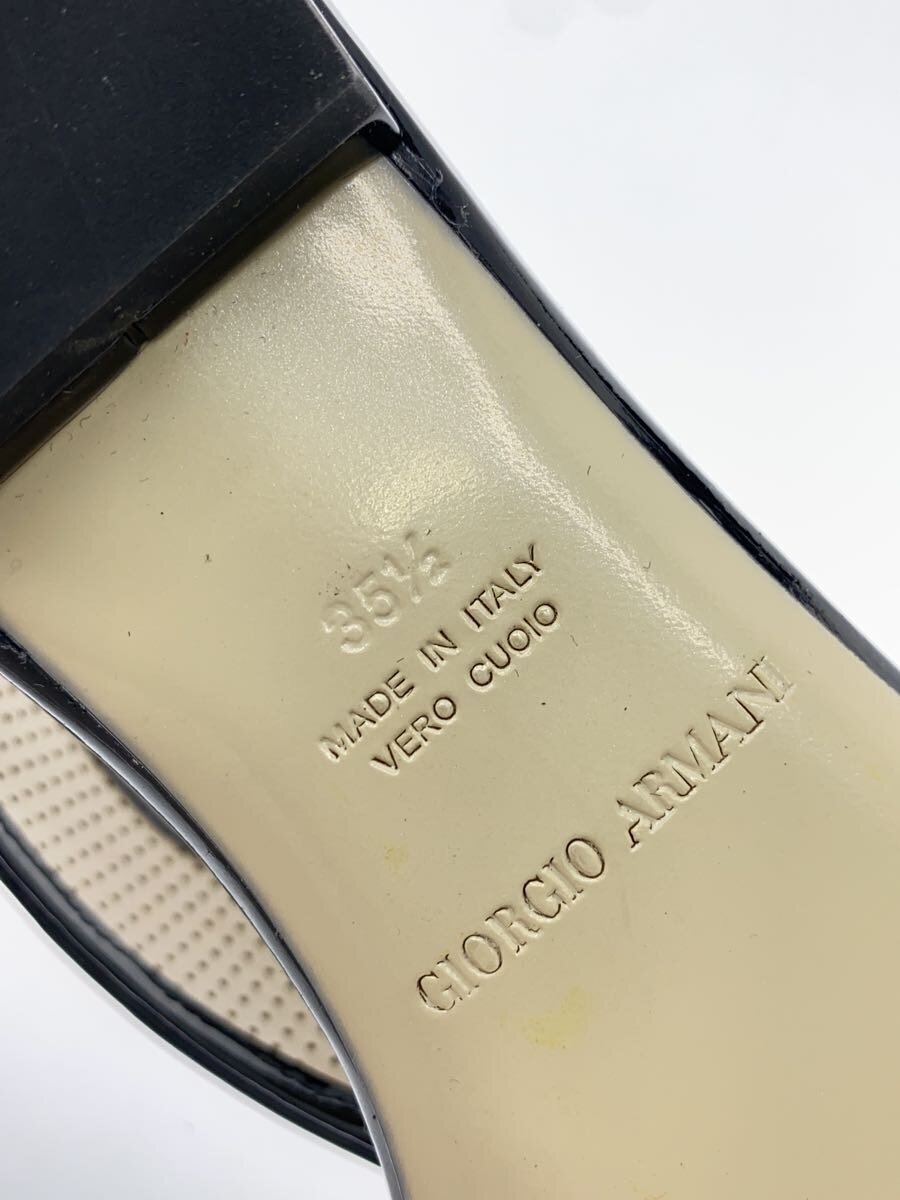 35½
MADE IN ITALY
VERO CUOIO
GIORGIO ARMANI